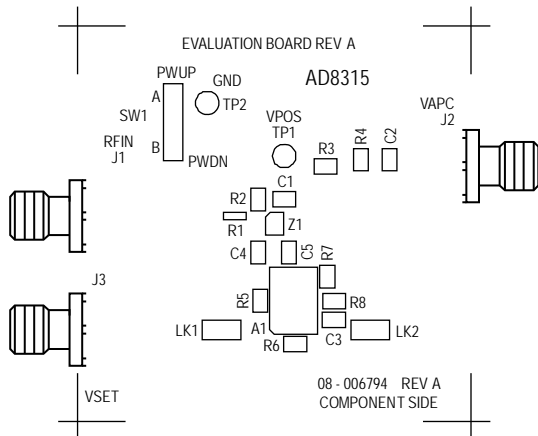 EVALUATION BOARD REV A
PWUP
GND
AD8315
A
TP2
SW1
VPOS
TP1
VAPC
J2
RFIN
J1
B
PWDN
R3
R4
C2
C1
R2
R1
Z1
C4
C5
R7
J3
R5
R8
LK1
A1
C3
LK2
R6
VSET
08 - 006794 REV A
COMPONENT SIDE